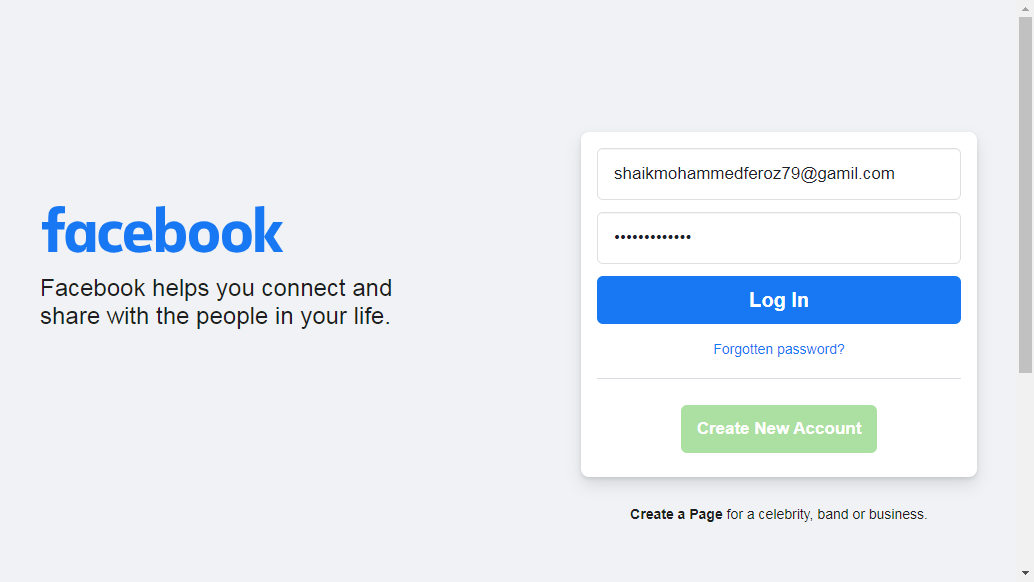 facebook
Facebook helps you connect and
share with the people in your life.
shaikmohammedferoz79@gamil.com
•••••••••••••
Log In
Forgotten password?
Create New Account
Create a Page for a celebrity, band or business.